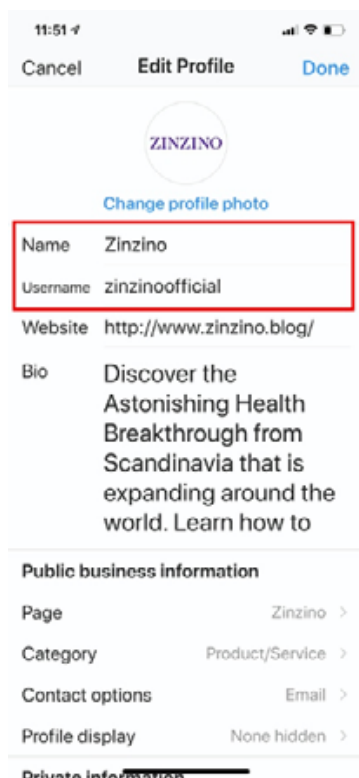 11:51
Cancel Edit Profile Done
ZINZINO
Change profile photo
Name Zinzino
Username zinzinoofficial
Website http://www.zinzino.blog/
Bio Discover the
Astonishing Health
Breakthrough from
Scandinavia that is
expanding around the
world. Learn how to
Public business information
Page Zinzino >
Category Product/Service >
Contact options Email >
Profile display None hidden >
Private information